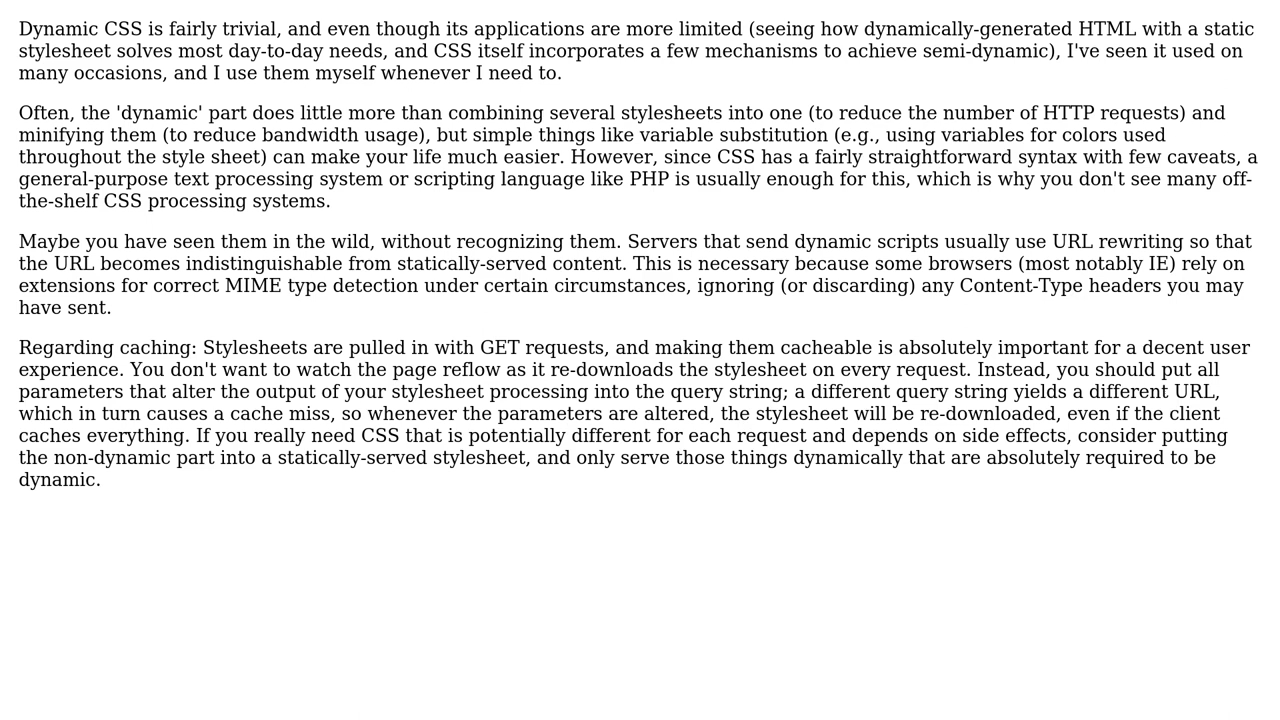 Dynamic CSS is fairly trivial, and even though its applications are more limited (seeing how dynamically-generated HTML with a static
stylesheet solves most day-to-day needs, and CSS itself incorporates a few mechanisms to achieve semi-dynamic), I've seen it used on
many occasions, and I use them myself whenever I need to.
Often, the 'dynamic' part does little more than combining several stylesheets into one (to reduce the number of HTTP requests) and
minifying them (to reduce bandwidth usage), but simple things like variable substitution (e.g., using variables for colors used
throughout the style sheet) can make your life much easier. However, since CSS has a fairly straightforward syntax with few caveats, a
general-purpose text processing system or scripting language like PHP is usually enough for this, which is why you don't see many off-
the-shelf CSS processing systems.
Maybe you have seen them in the wild, without recognizing them. Servers that send dynamic scripts usually use URL rewriting so that
the URL becomes indistinguishable from statically-served content. This is necessary because some browsers (most notably IE) rely on
extensions for correct MIME type detection under certain circumstances, ignoring (or discarding) any Content-Type headers you may
have sent.
Regarding caching: Stylesheets are pulled in with GET requests, and making them cacheable is absolutely important for a decent user
experience. You don't want to watch the page reflow as it re-downloads the stylesheet on every request. Instead, you should put all
parameters that alter the output of your stylesheet processing into the query string; a different query string yields a different URL,
which in turn causes a cache miss, so whenever the parameters are altered, the stylesheet will be re-downloaded, even if the client
caches everything. If you really need CSS that is potentially different for each request and depends on side effects, consider putting
the non-dynamic part into a statically-served stylesheet, and only serve those things dynamically that are absolutely required to be
dynamic.